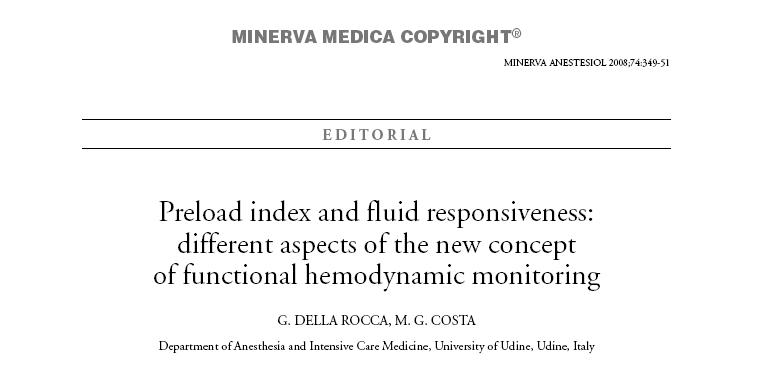 MINERVA MEDICA COPYRIGHT®
MINERVA ANESTESIOL 2008;74:349-51
EDITORIAL
Preload index and fluid responsiveness:
different aspects of the new concept
of functional hemodynamic monitoring
G. DELLA ROCCA, M. G. COSTA
Department of Anesthesia and Intensive Care Medicine, University of Udine, Udine, Italy